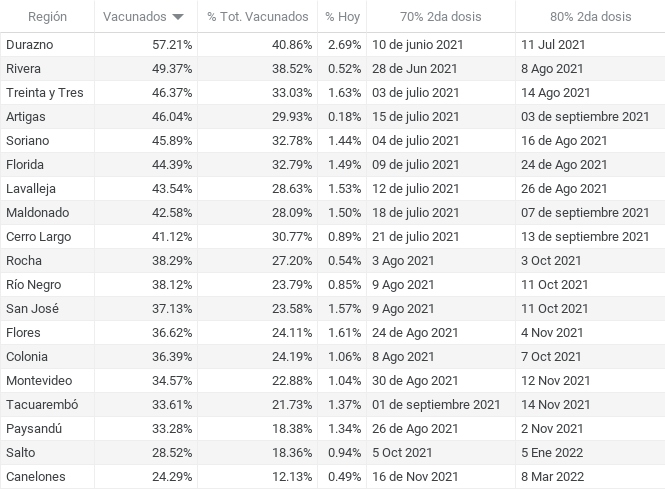 Región Vacunados % Tot. Vacunados % Hoy 70% 2da dosis 80% 2da dosis
Durazno 57.21% 40.86% 2.69% 10 de junio 2021 11 Jul 2021
Rivera 49.37% 38.52% 0.52% 28 de Jun 2021 8 Ago 2021
Treinta y Tres 46.37% 33.03% 1.63% 03 de julio 2021 14 Ago 2021
Artigas 46.04% 29.93% 0.18% 15 de julio 2021 03 de septiembre 2021
Soriano 45.89% 32.78% 1.44% 04 de julio 2021 16 de Ago 2021
Florida 44.39% 32.79% 1.49% 09 de julio 2021 24 de Ago 2021
Lavalleja 43.54% 28.63% 1.53% 12 de julio 2021 26 de Ago 2021
Maldonado 42.58% 28.09% 1.50% 18 de julio 2021 07 de septiembre 2021
Cerro Largo 41.12% 30.77% 0.89% 21 de julio 2021 13 de septiembre 2021
Rocha 38.29% 27.20% 0.54% 3 Ago 2021 3 Oct 2021
Río Negro 38.12% 23.79% 0.85% 9 Ago 2021 11 Oct 2021
San José 37.13% 23.58% 1.57% 9 Ago 2021 11 Oct 2021
Flores 36.62% 24.11% 1.61% 24 de Ago 2021 4 Nov 2021
Colonia 36.39% 24.19% 1.06% 8 Ago 2021 7 Oct 2021
Montevideo 34.57% 22.88% 1.04% 30 de Ago 2021 12 Nov 2021
Tacuarembó 33.61% 21.73% 1.37% 01 de septiembre 2021 14 Nov 2021
Paysandú 33.28% 18.38% 1.34% 26 de Ago 2021 2 Nov 2021
Salto 28.52% 18.36% 0.94% 5 Oct 2021 5 Ene 2022
Canelones 24.29% 12.13% 0.49% 16 de Nov 2021 8 Mar 2022